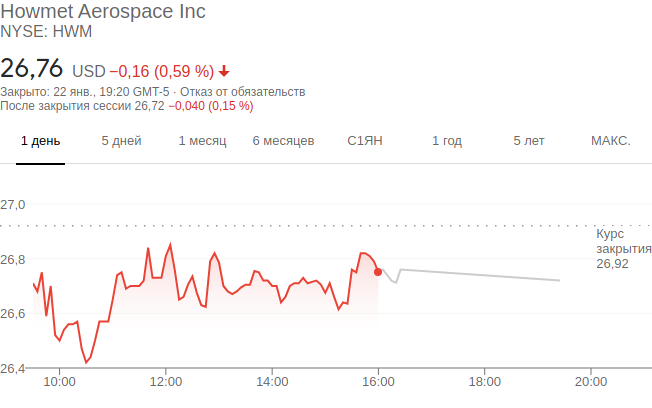 Howmet Aerospace Inc
NYSE: HWM
26,76 USD −0,16 (0,59 %)
Закрыто: 22 янв., 19:20 GMT-5 · Отказ от обязательств
После закрытия сессии 26,72 −0,040 (0,15 %)
1 день 5 дней 1 месяц 6 месяцев С1ЯН 1 год 5 лет МАКС.
27,0
Курс
закрытия
26,92
26,8
26,6
26,4
10:00 12:00 14:00 16:00 18:00 20:00